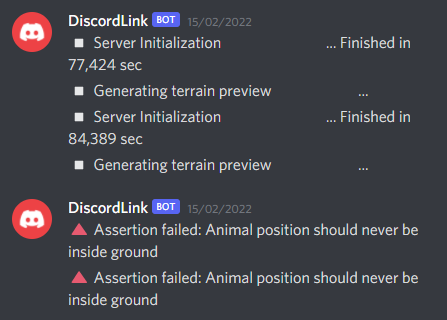 DiscordLink BOT 15/02/2022
Server Initialization ... Finished in
77,424 sec
Generating terrain preview ...
Server Initialization ... Finished in
84,389 sec
Generating terrain preview ...
DiscordLink BOT 15/02/2022
Assertion failed: Animal position should never be
inside ground
Assertion failed: Animal position should never be
inside ground